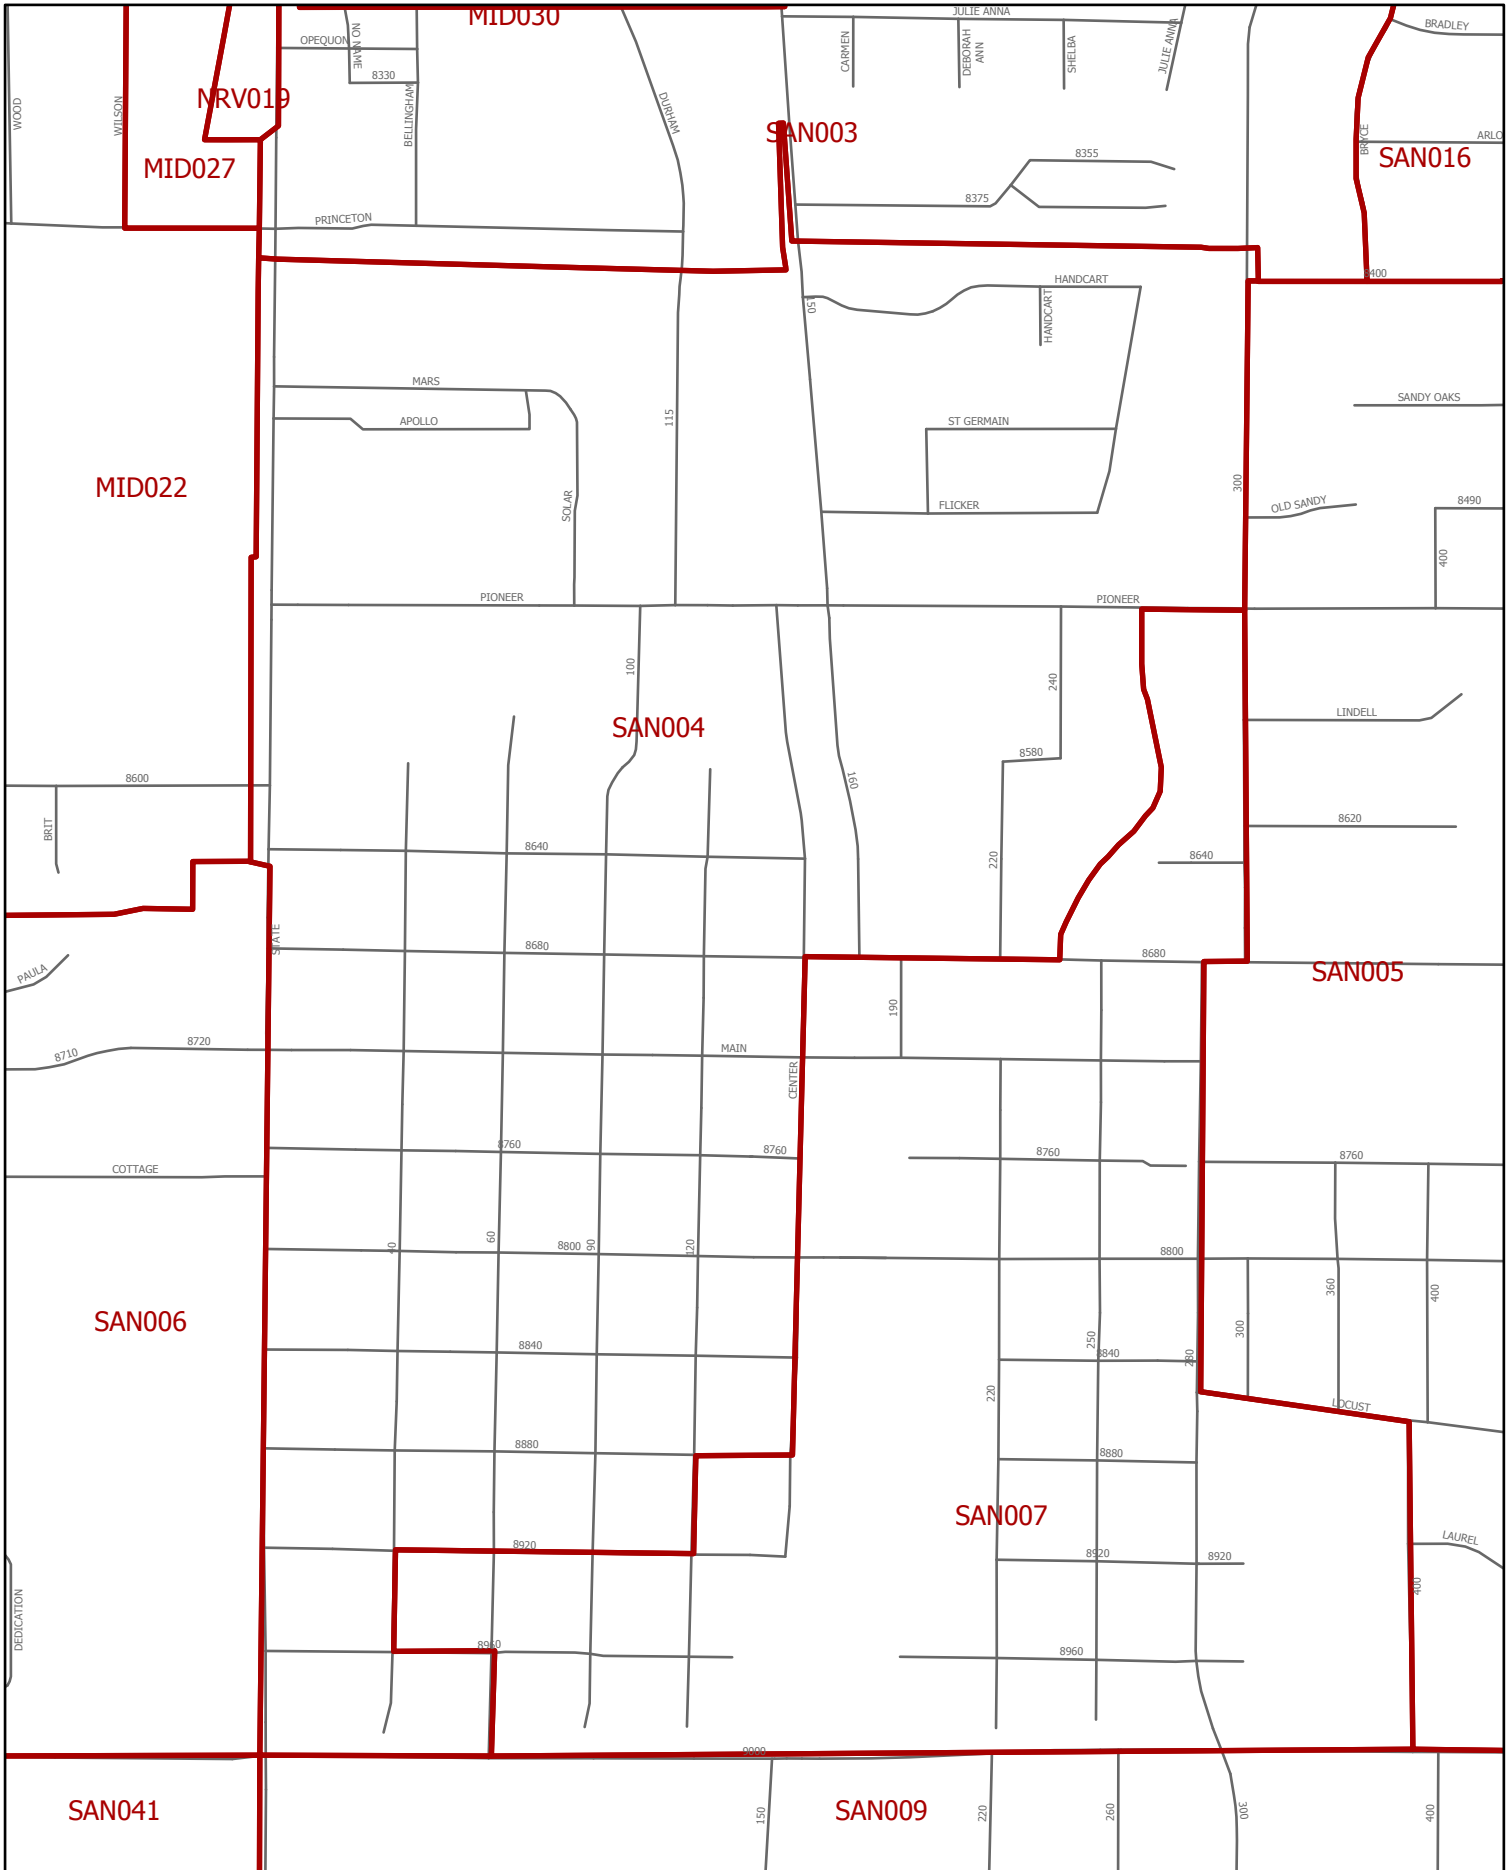 MID030
JULIE ANNA
BRADLEY
OPEQUON
NO NAME
8330
CARMEN
DEBORAH
ANN
SHELBA
JULIE ANNA
WOOD
WILSON
NRV019
BELLINGHAM
DURHAM
SAN003
BRYCE
ARLO
MID027
8355
SAN016
8375
PRINCETON
8400
HANDCART
HANDCART
150
MARS
APOLLO
115
ST GERMAIN
SANDY OAKS
MID022
SOLAR
FLICKER
300
OLD SANDY
8490
400
PIONEER
PIONEER
100
240
SAN004
LINDELL
8600
8580
160
BRIT
8640
220
8640
8620
STATE
8680
8680
PAULA
SAN005
190
8710
8720
MAIN
CENTER
8760
8760
8760
8760
COTTAGE
40
60
8800
90
120
8800
SAN006
360
400
300
250
280
8840
8840
220
LOCUST
8880
8880
SAN007
8920
8920
8920
LAUREL
400
DEDICATION
8960
8960
9000
SAN041
150
SAN009
220
260
300
400